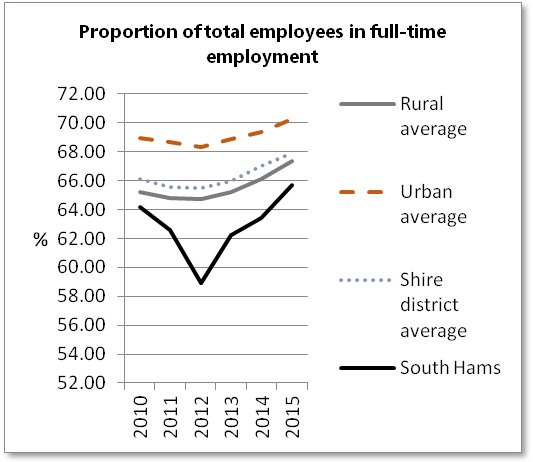 Proportion of total employees in full-time
employment
72.00
70.00
68.00
66.00
64.00
62.00
60.00
58.00
56.00
54.00
52.00
%
2010
2011
2012
2013
2014
2015
Rural
average
Urban
average
Shire
district
average
South Hams